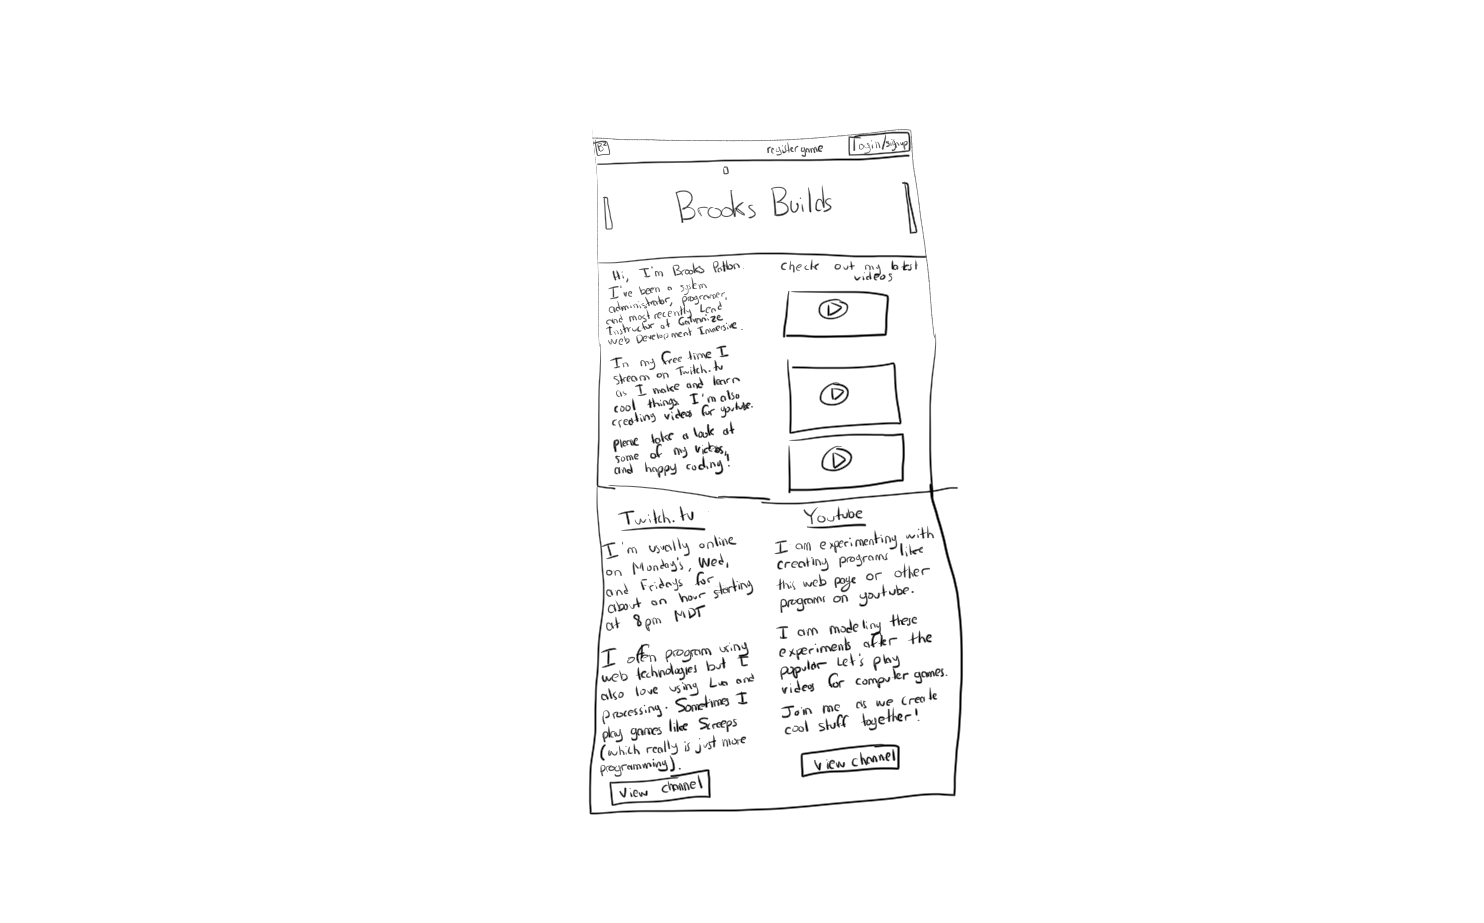 register game
Login/signup
Brooks Builds
Hi, I'm Brooks Patton.
I've been a system
administrator, programmer,
and most recently Lead
Instructor at Galvanize
Web Development Immersive.
In my free time I
stream on Twitch.tv
as I make and learn
cool things. I'm also
creating videos for youtube.
please take a look at
some of my videos,
and happy coding!
check out my latest
videos
Twitch.tv
I'm usually online
on Monday's, Wed,
and Fridays for
about an hour starting
at 8pm MDT
I often program using
web technologies but I
also love using Lua and
processing. Sometimes I
play games like Screeps
(which really is just more
programming).
View channel
Youtube
I am experimenting with
creating programs like
this web page or other
programs on youtube.
I am modeling these
experiments after the
popular Let's play
videos for computer games.
Join me as we create
cool stuff together!
View channel